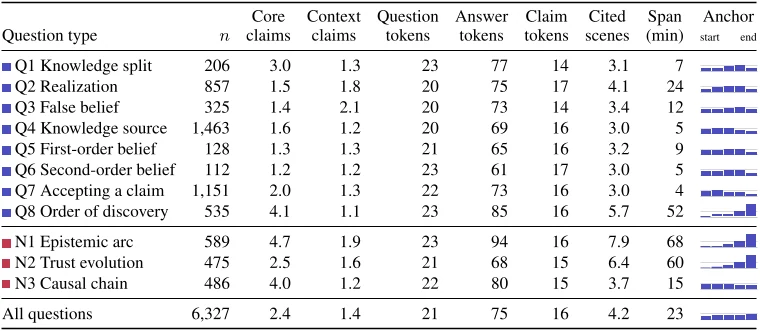 Core Context Question Answer Claim Cited Span Anchor
Question type n claims claims tokens tokens tokens scenes (min) start end
Q1 Knowledge split 206 3.0 1.3 23 77 14 3.1 7
Q2 Realization 857 1.5 1.8 20 75 17 4.1 24
Q3 False belief 325 1.4 2.1 20 73 14 3.4 12
Q4 Knowledge source 1,463 1.6 1.2 20 69 16 3.0 5
Q5 First-order belief 128 1.3 1.3 21 65 16 3.2 9
Q6 Second-order belief 112 1.2 1.2 23 61 17 3.0 5
Q7 Accepting a claim 1,151 2.0 1.3 22 73 16 3.0 4
Q8 Order of discovery 535 4.1 1.1 23 85 16 5.7 52
N1 Epistemic arc 589 4.7 1.9 23 94 16 7.9 68
N2 Trust evolution 475 2.5 1.6 21 68 15 6.4 60
N3 Causal chain 486 4.0 1.2 22 80 15 3.7 15
All questions 6,327 2.4 1.4 21 75 16 4.2 23